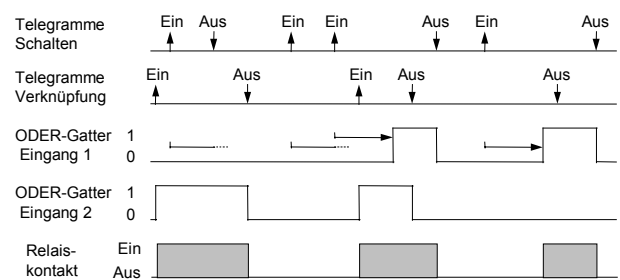 Telegramme Schalten Ein Aus Ein Ein Aus Ein Aus
Telegramme Verknüpfung Ein Aus Ein Aus Aus
ODER-Gatter Eingang 1 1 0
ODER-Gatter Eingang 2 1 0
Relais-kontakt Ein Aus